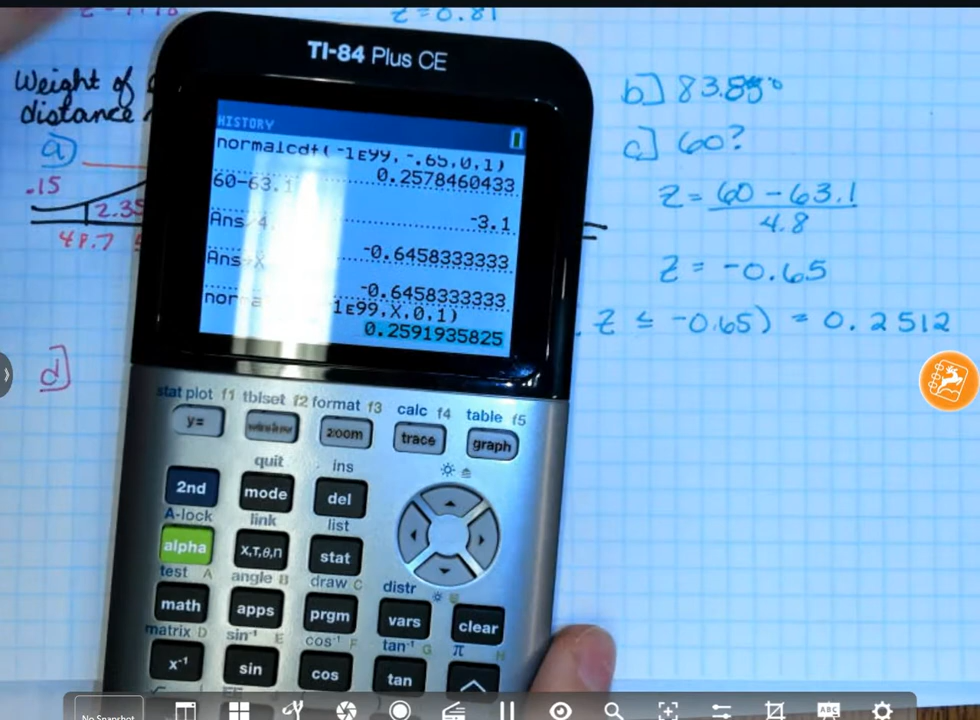 z = 0.81
TI-84 Plus CE
Weight of
distance
a)
.15
2.35
48.7
d)
b) 83.85%
c) 60?
z = 60 - 63.1
4.8
z = -0.65
z ≤ -0.65) = 0.2512
HISTORY
normalcdf(-1E99,-.65,0,1)
0.2578460433
60-63.1
-3.1
Ans/4.
-0.6458333333
Ans→X
-0.6458333333
norma 1E99,X,0,1)
0.2591935825
stat plot f1 tblset f2 format f3 calc f4 table f5
y= window zoom trace graph
quit ins
2nd mode del
A-lock link list
alpha X,T,θ,n stat
test A angle B draw C distr
math apps prgm vars clear
matrix D sin⁻¹ E cos⁻¹ F tan⁻¹ G π H
x⁻¹ sin cos tan ^
No Snapshot
ABC